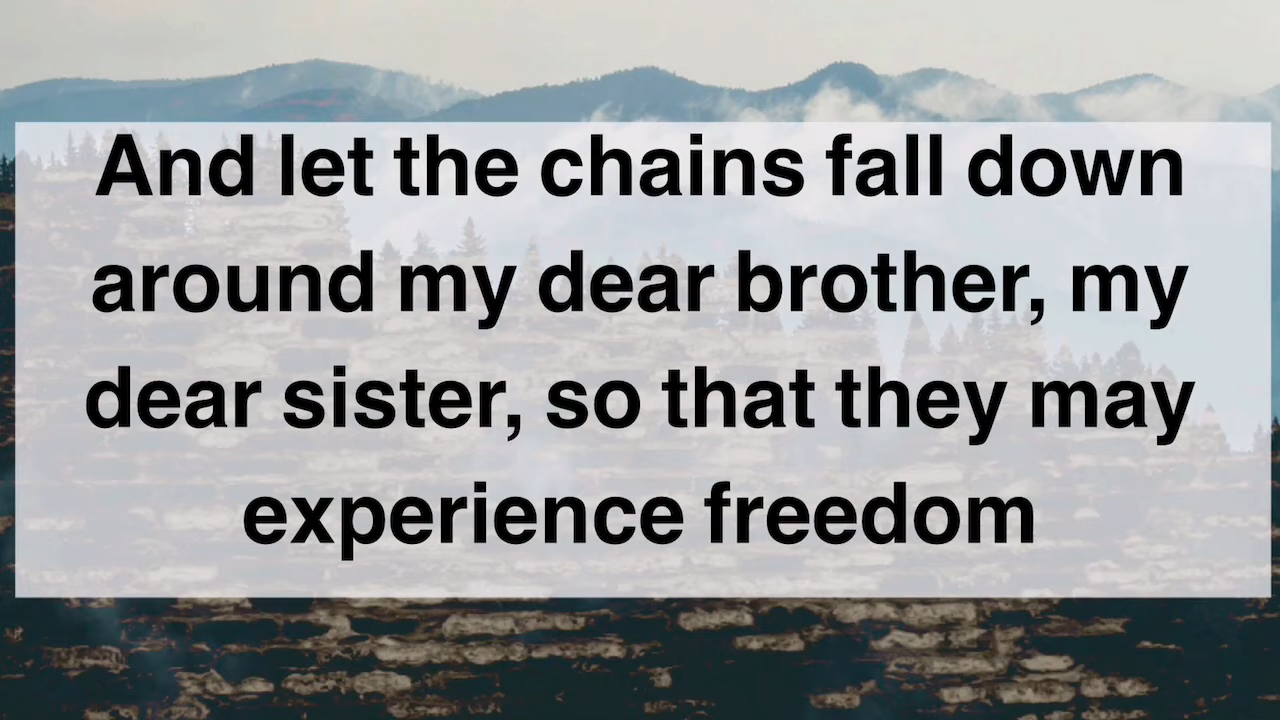 And let the chains fall down
around my dear brother, my
dear sister, so that they may
experience freedom